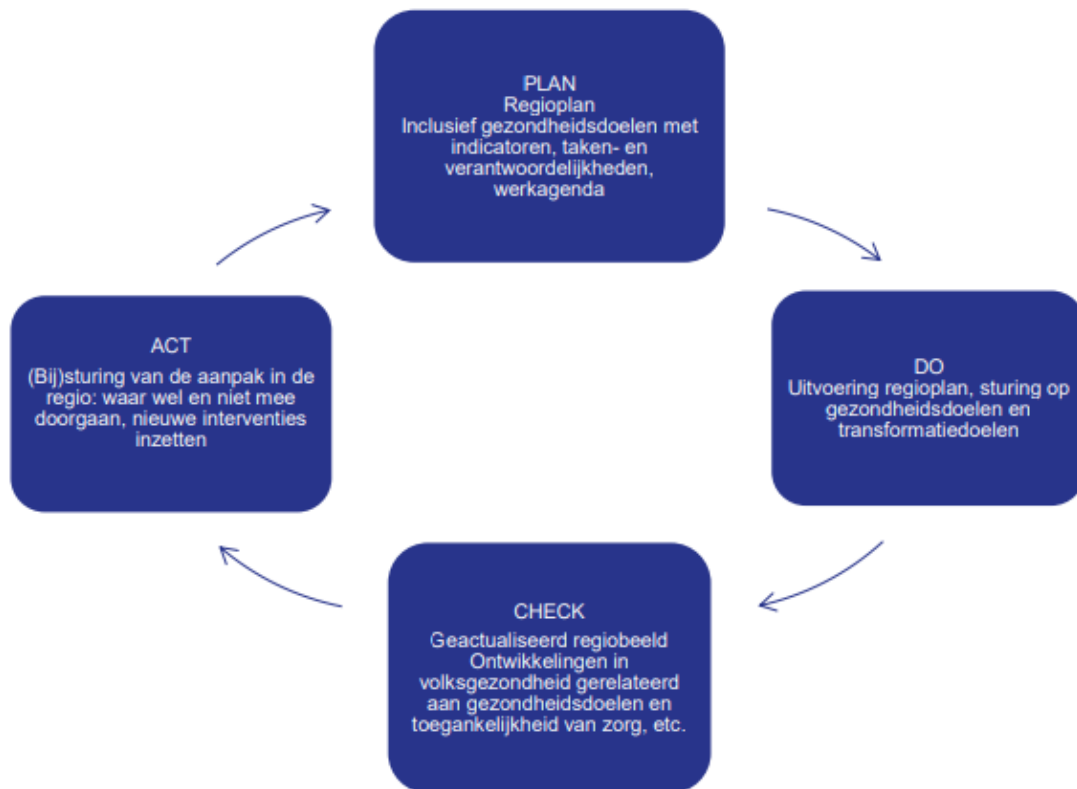 PLAN
Regioplan
Inclusief gezondheidsdoelen met
indicatoren, taken- en
verantwoordelijkheden,
werkagenda
ACT
(Bij)sturing van de aanpak in de
regio: waar wel en niet mee
doorgaan, nieuwe interventies
inzetten
DO
Uitvoering regioplan, sturing op
gezondheidsdoelen en
transformatiedoelen
CHECK
Geactualiseerd regiobeeld
Ontwikkelingen in
volksgezondheid gerelateerd
aan gezondheidsdoelen en
toegankelijkheid van zorg, etc.